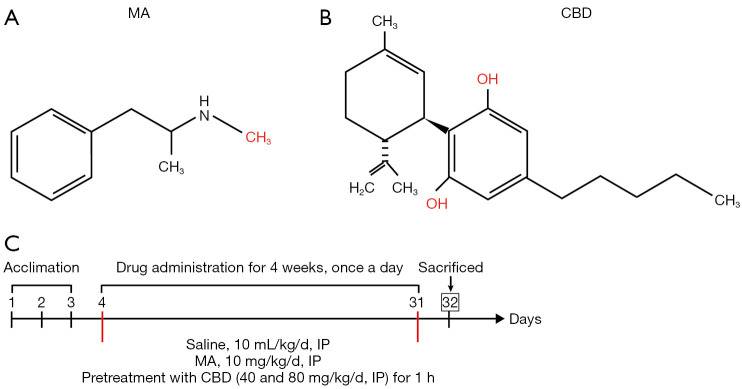 A
MA
H
N
CH₃
CH₃
B
CBD
CH₃
OH
H₂C
CH₃
OH
CH₃
C
Acclimation
Drug administration for 4 weeks, once a day
Sacrificed
1 2 3 4 31 32
Days
Saline, 10 mL/kg/d, IP
MA, 10 mg/kg/d, IP
Pretreatment with CBD (40 and 80 mg/kg/d, IP) for 1 h